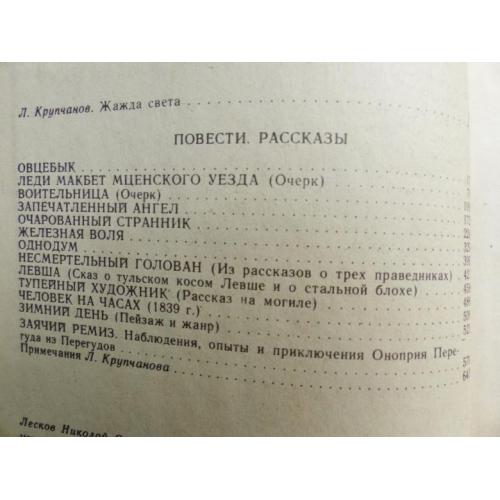 Л. Крупчанов. Жажда света
ПОВЕСТИ. РАССКАЗЫ
ОВЦЕБЫК
ЛЕДИ МАКБЕТ МЦЕНСКОГО УЕЗДА (Очерк)
ВОИТЕЛЬНИЦА (Очерк)
ЗАПЕЧАТЛЕННЫЙ АНГЕЛ
ОЧАРОВАННЫЙ СТРАННИК
ЖЕЛЕЗНАЯ ВОЛЯ
ОДНОДУМ
НЕСМЕРТЕЛЬНЫЙ ГОЛОВАН (Из рассказов о трех праведниках)
ЛЕВША (Сказ о тульском косом Левше и о стальной блохе)
ТУПЕЙНЫЙ ХУДОЖНИК (Рассказ на могиле)
ЧЕЛОВЕК НА ЧАСАХ (1839 г.)
ЗИМНИЙ ДЕНЬ (Пейзаж и жанр)
ЗАЯЧИЙ РЕМИЗ. Наблюдения, опыты и приключения Оноприя Пере-
гуда из Перегудов
Примечания Л. Крупчанова
Лесков Николай